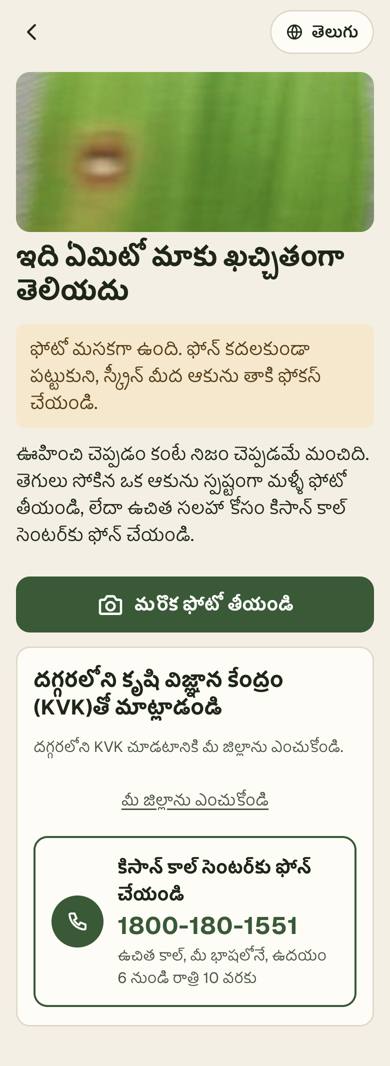 తెలుగు
ఇది ఏమిటో మాకు ఖచ్చితంగా
తెలియదు
ఫోటో మసకగా ఉంది. ఫోన్ కదలకుండా
పట్టుకుని, స్క్రీన్ మీద ఆకును తాకి ఫోకస్
చేయండి.
ఊహించి చెప్పడం కంటే నిజం చెప్పడమే మంచిది.
తెగులు సోకిన ఒక ఆకును స్పష్టంగా మళ్ళీ ఫోటో
తీయండి, లేదా ఉచిత సలహా కోసం కిసాన్ కాల్
సెంటర్‌కు ఫోన్ చేయండి.
మరొక ఫోటో తీయండి
దగ్గరలోని కృషి విజ్ఞాన కేంద్రం
(KVK)తో మాట్లాడండి
దగ్గరలోని KVK చూడటానికి మీ జిల్లాను ఎంచుకోండి.
మీ జిల్లాను ఎంచుకోండి
కిసాన్ కాల్ సెంటర్‌కు ఫోన్
చేయండి
1800-180-1551
ఉచిత కాల్, మీ భాషలోనే, ఉదయం
6 నుండి రాత్రి 10 వరకు